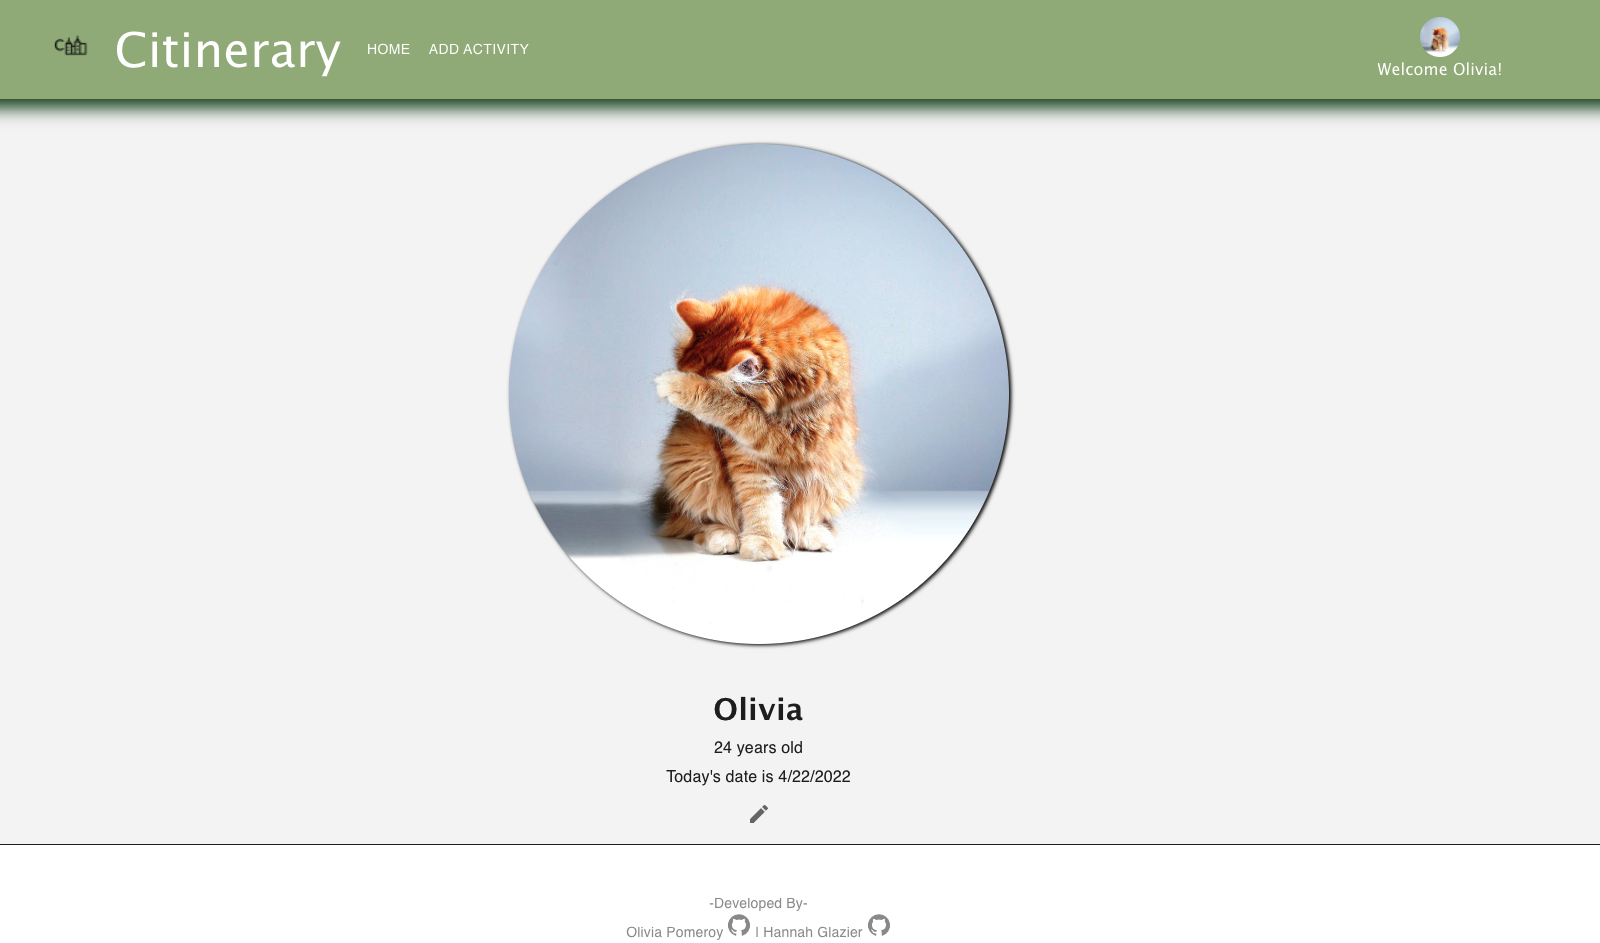 C
Citinerary
HOME
ADD ACTIVITY
Welcome Olivia!
Olivia
24 years old
Today's date is 4/22/2022
-Developed By-
Olivia Pomeroy | Hannah Glazier